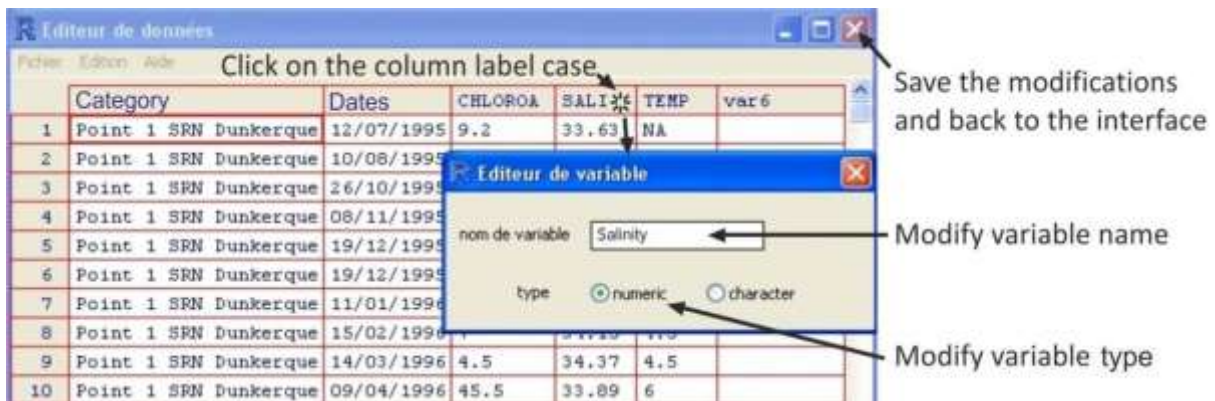 Editeur de données
Fichier Edition Aide
Click on the column label case
Save the modifications
and back to the interface
Category Dates CHLOROA SALI TEMP var6
1 Point 1 SRN Dunkerque 12/07/1995 9.2 33.63 NA
2 Point 1 SRN Dunkerque 10/08/1995
3 Point 1 SRN Dunkerque 26/10/1995
4 Point 1 SRN Dunkerque 08/11/1995
5 Point 1 SRN Dunkerque 19/12/1995
6 Point 1 SRN Dunkerque 19/12/1995
7 Point 1 SRN Dunkerque 11/01/1996
8 Point 1 SRN Dunkerque 15/02/1996
9 Point 1 SRN Dunkerque 14/03/1996 4.5 34.37 4.5
10 Point 1 SRN Dunkerque 09/04/1996 45.5 33.89 6
Editeur de variable
nom de variable Salinity
type numeric character
Modify variable name
Modify variable type